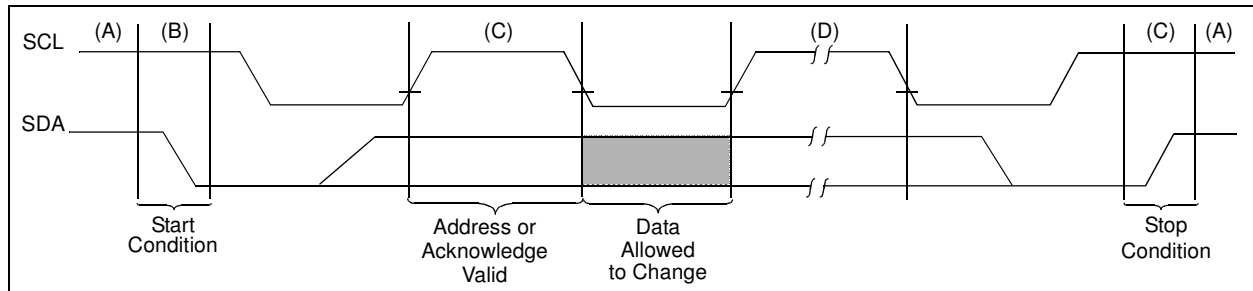 (A) (B) (C) (D) (C) (A)
SCL
SDA
Start
Condition
Address or
Acknowledge
Valid
Data
Allowed
to Change
Stop
Condition